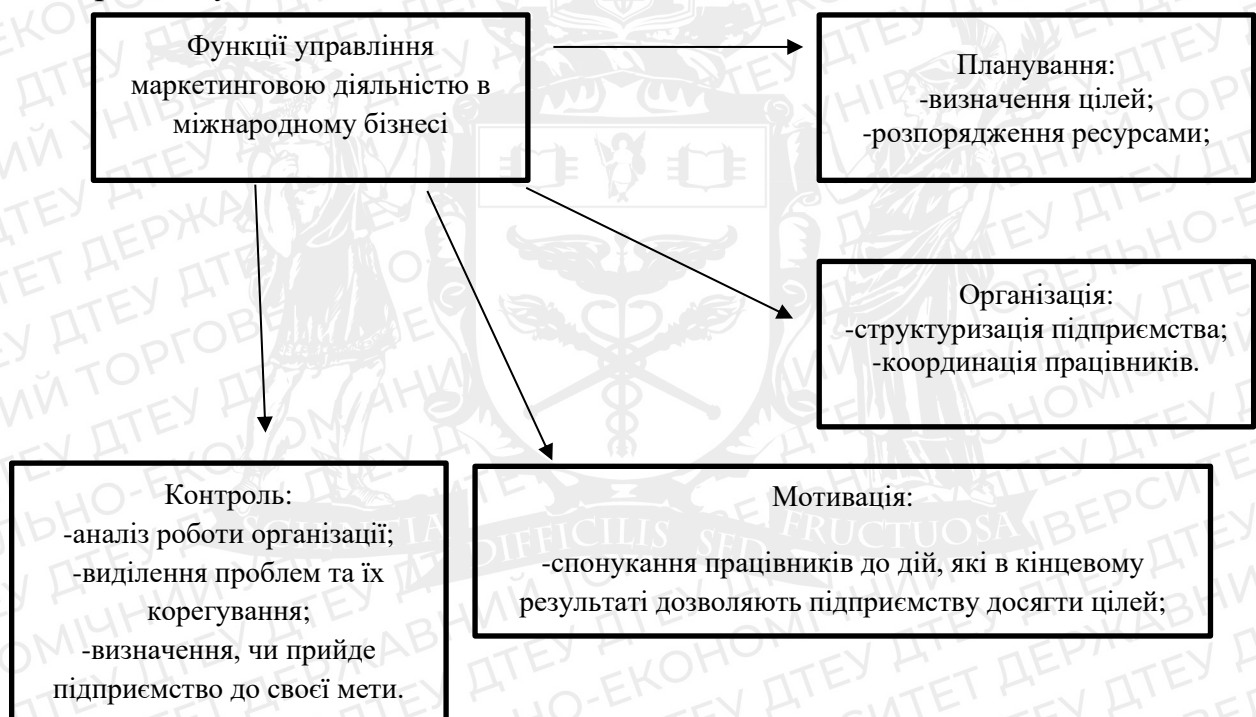 Функції управління
маркетинговою діяльністю в
міжнародному бізнесі
Планування:
-визначення цілей;
-розпорядження ресурсами;
Організація:
-структуризація підприємства;
-координація працівників.
Контроль:
-аналіз роботи організації;
-виділення проблем та їх
корегування;
-визначення, чи прийде
підприємство до своєї мети.
Мотивація:
-спонукання працівників до дій, які в кінцевому
результаті дозволяють підприємству досягти цілей;